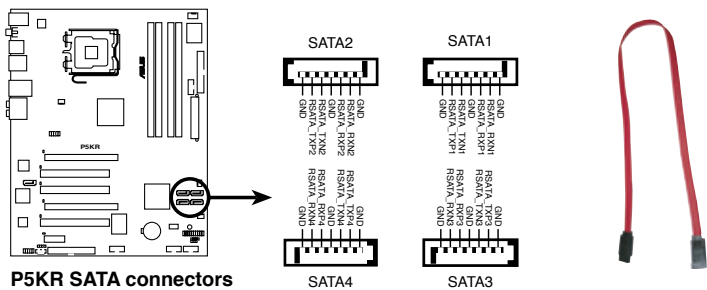 SATA2
SATA1
GND
RSATA_TXP2
RSATA_TXN2
GND
RSATA_RXP2
RSATA_RXN2
GND
GND
RSATA_TXP1
RSATA_TXN1
GND
RSATA_RXP1
RSATA_RXN1
GND
ASUS
P5KR
GND
RSATA_RXN4
RSATA_RXP4
GND
RSATA_TXN4
RSATA_TXP4
GND
GND
RSATA_RXN3
RSATA_RXP3
GND
RSATA_TXN3
RSATA_TXP3
GND
SATA4
SATA3
P5KR SATA connectors